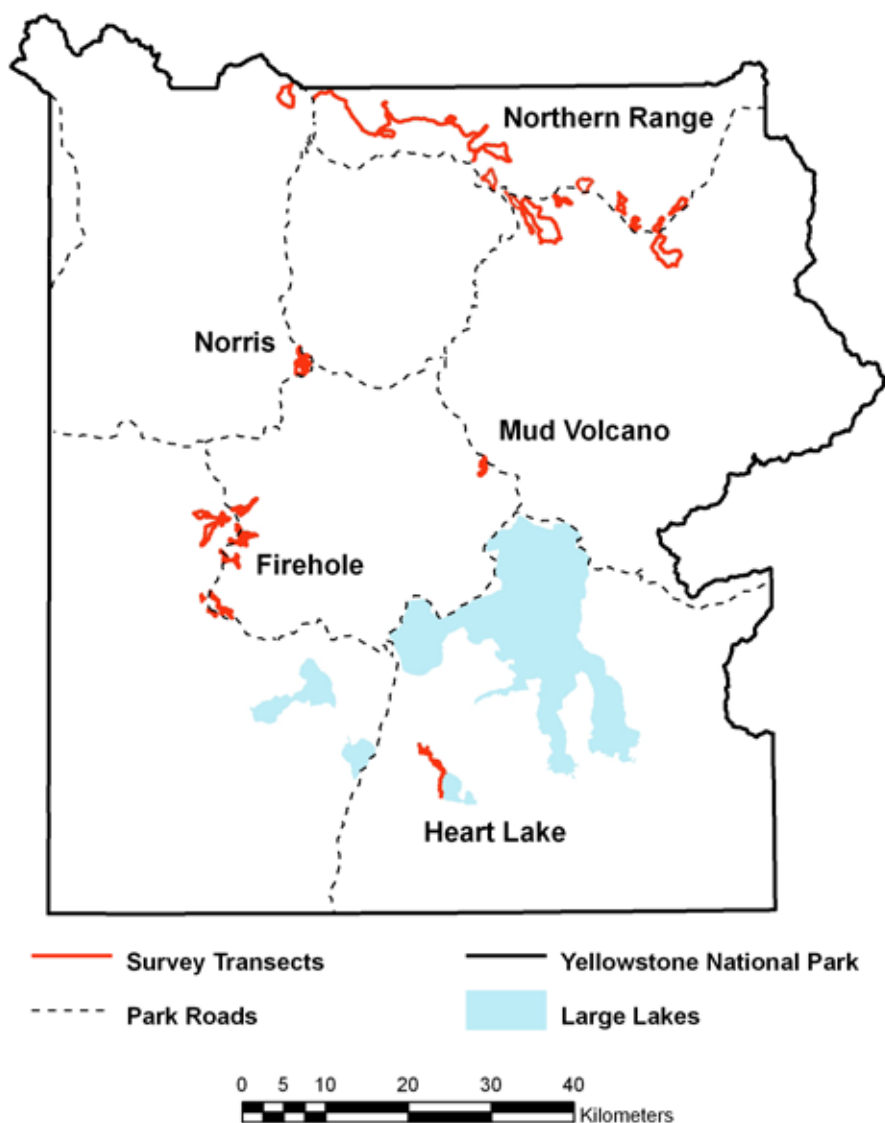 Northern Range
Norris
Mud Volcano
Firehole
Heart Lake
Survey Transects
Yellowstone National Park
Park Roads
Large Lakes
0 5 10 20 30 40
Kilometers